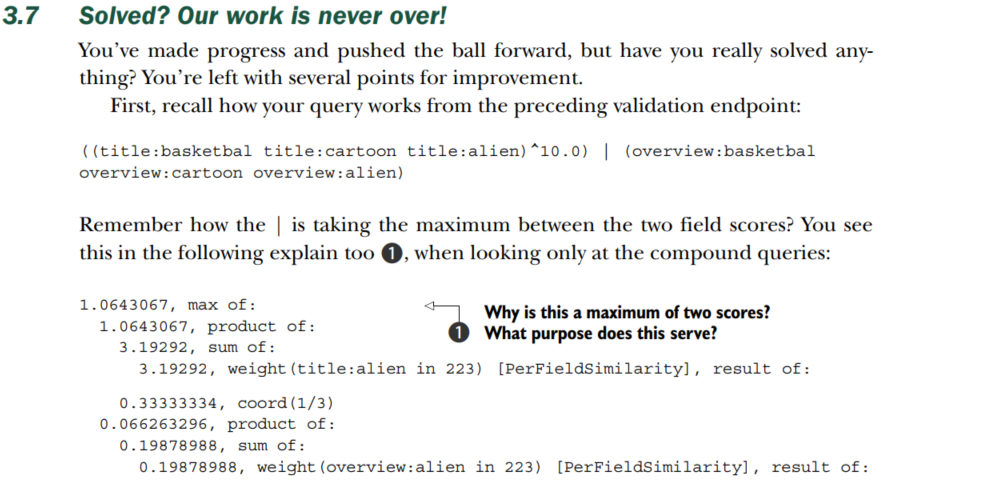 3.7 Solved? Our work is never over!
You've made progress and pushed the ball forward, but have you really solved any-
thing? You're left with several points for improvement.
First, recall how your query works from the preceding validation endpoint:
((title:basketbal title:cartoon title:alien)^10.0) | (overview:basketbal
overview:cartoon overview:alien)
Remember how the | is taking the maximum between the two field scores? You see
this in the following explain too 1, when looking only at the compound queries:
1.0643067, max of:
1.0643067, product of:
3.19292, sum of:
3.19292, weight(title:alien in 223) [PerFieldSimilarity], result of:
1 Why is this a maximum of two scores?
What purpose does this serve?
0.33333334, coord(1/3)
0.066263296, product of:
0.19878988, sum of:
0.19878988, weight(overview:alien in 223) [PerFieldSimilarity], result of: